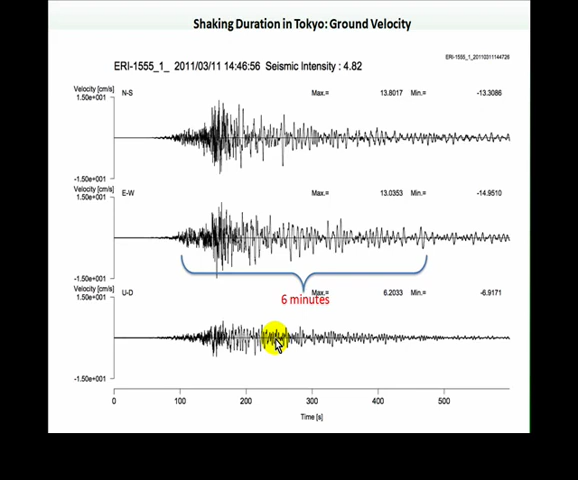 Shaking Duration in Tokyo: Ground Velocity
ERI-1555_1_ 2011/03/11 14:46:56 Seismic Intensity : 4.82
ERI-1555_1_20110311144726
Velocity [cm/s]
1.50e+001
N-S Max.= 13.8017 Min.= -13.3086
-1.50e+001
Velocity [cm/s]
1.50e+001
E-W Max.= 13.0353 Min.= -14.9510
-1.50e+001
Velocity [cm/s]
1.50e+001
U-D Max.= 6.2033 Min.= -6.9171
6 minutes
-1.50e+001
0 100 200 300 400 500
Time [s]